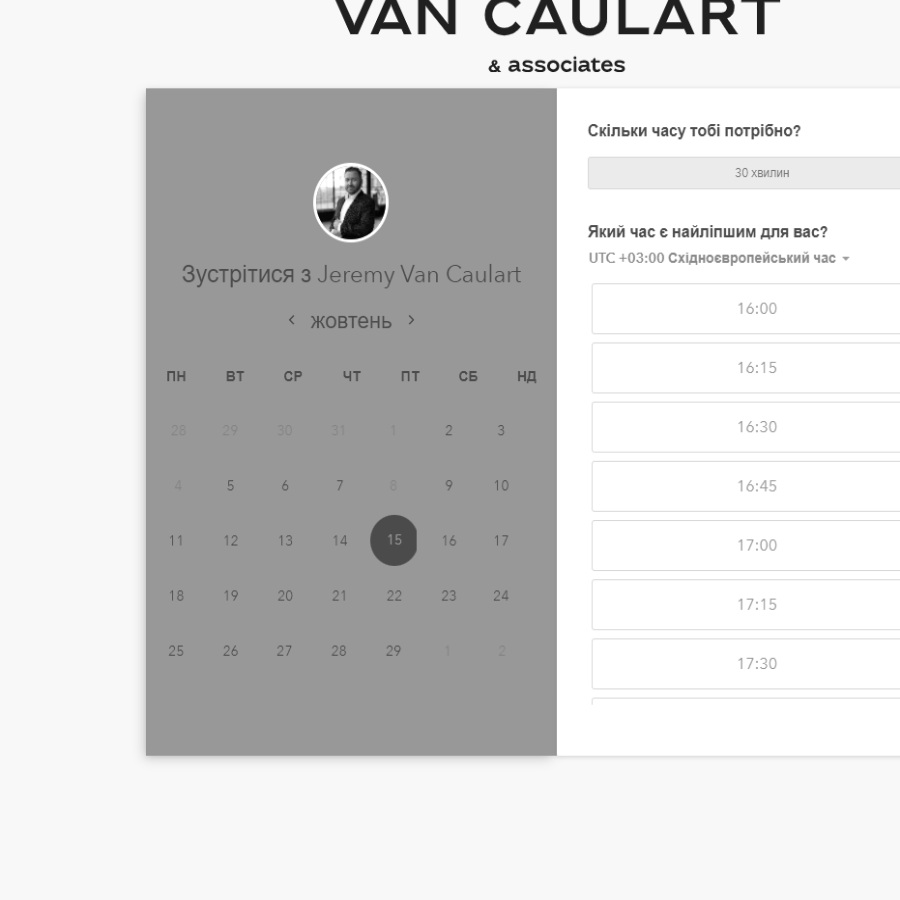 VAN CAULART
& associates
Зустрітися з Jeremy Van Caulart
жовтень
ПН ВТ СР ЧТ ПТ СБ НД
28 29 30 31 1 2 3
4 5 6 7 8 9 10
11 12 13 14 15 16 17
18 19 20 21 22 23 24
25 26 27 28 29 1 2
Скільки часу тобі потрібно?
30 хвилин
Який час є найліпшим для вас?
UTC +03:00 Східноєвропейський час
16:00
16:15
16:30
16:45
17:00
17:15
17:30